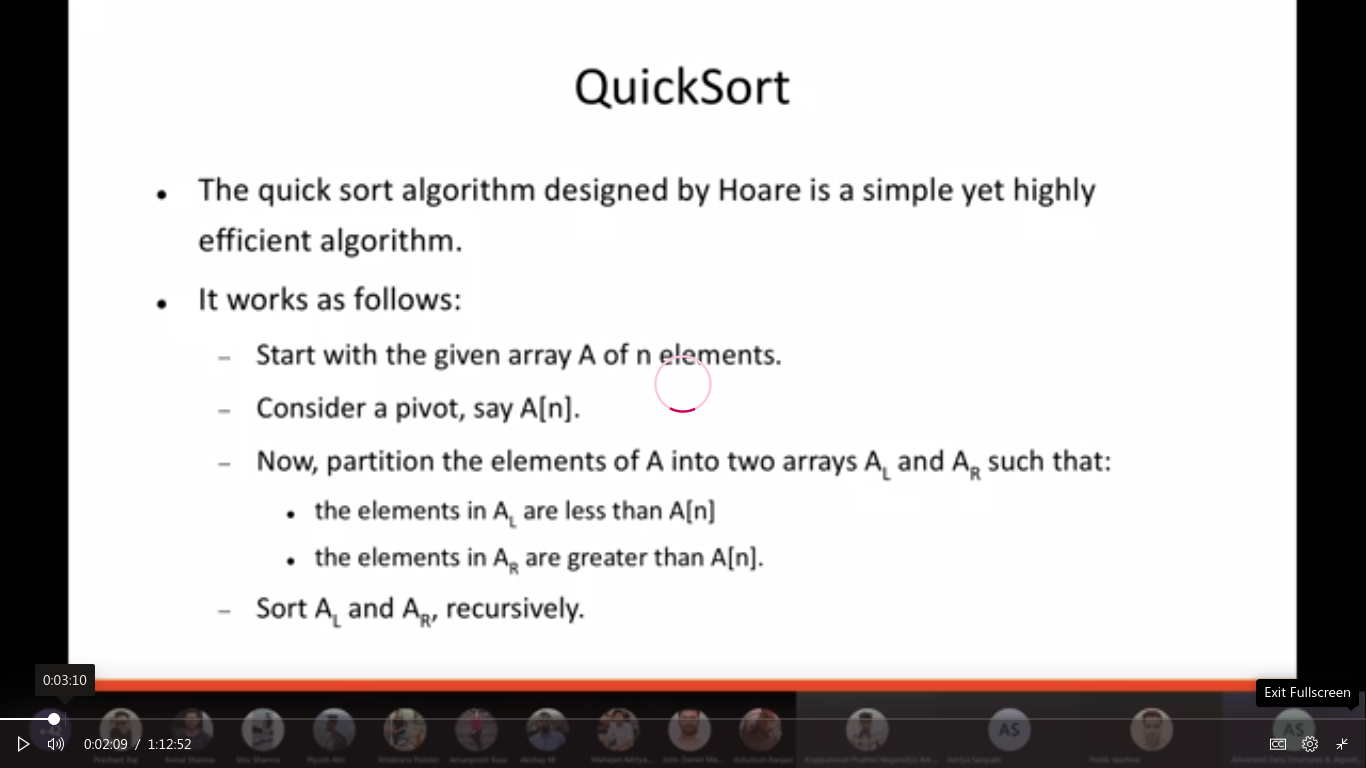 QuickSort
• The quick sort algorithm designed by Hoare is a simple yet highly
efficient algorithm.
• It works as follows:
– Start with the given array A of n elements.
– Consider a pivot, say A[n].
– Now, partition the elements of A into two arrays A_L and A_R such that:
• the elements in A_L are less than A[n]
• the elements in A_R are greater than A[n].
– Sort A_L and A_R, recursively.
0:03:10
Exit Fullscreen
AS
AS
0:02:09 / 1:12:52
CC